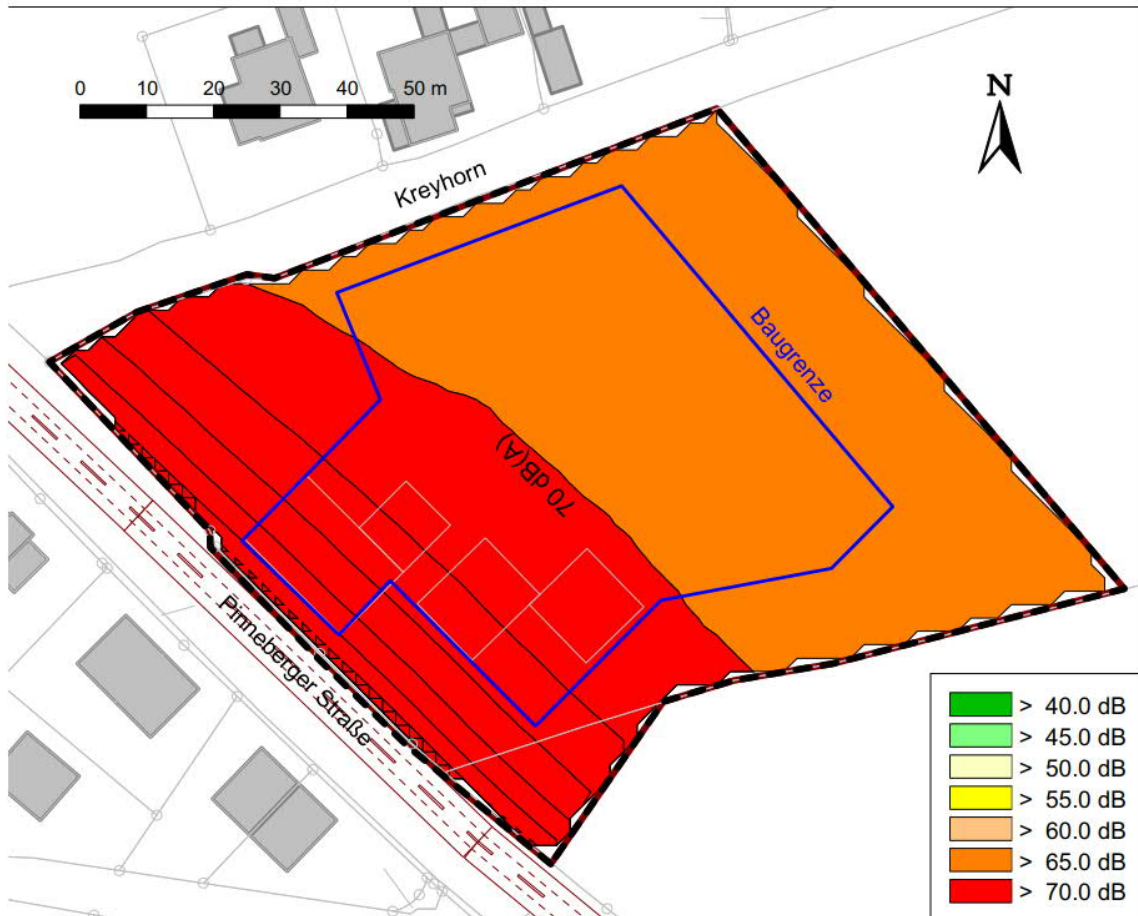 0 10 20 30 40 50 m
N
Kreyhorn
Baugrenze
70 dB(A)
Pinneberger Straße
> 40.0 dB
> 45.0 dB
> 50.0 dB
> 55.0 dB
> 60.0 dB
> 65.0 dB
> 70.0 dB